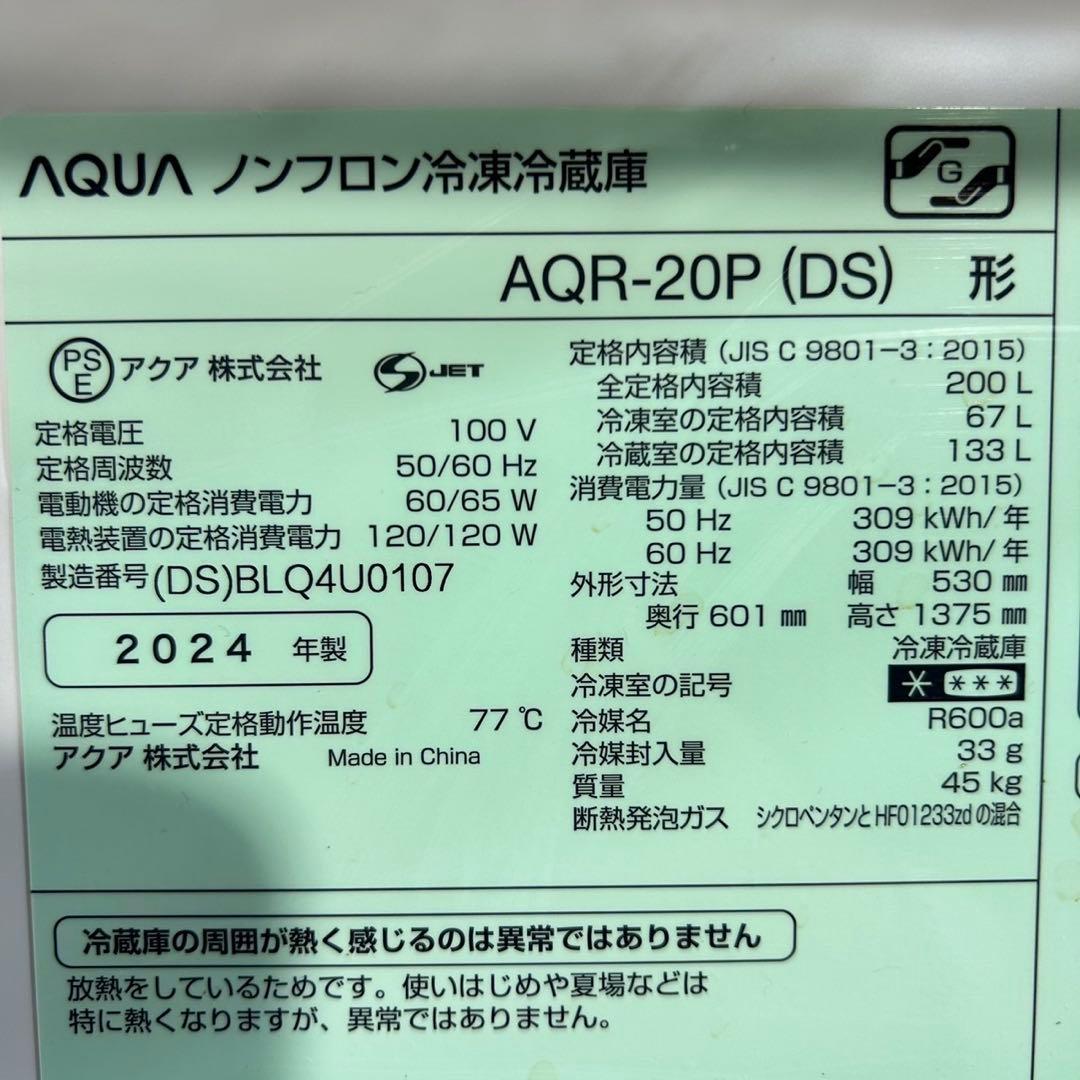 AQUA ノンフロン冷凍冷蔵庫
G
AQR-20P (DS) 形
PS
E
アクア 株式会社
S JET
定格電圧 100 V
定格周波数 50/60 Hz
電動機の定格消費電力 60/65 W
電熱装置の定格消費電力 120/120 W
製造番号 (DS)BLQ4U0107
2024 年製
温度ヒューズ定格動作温度 77 ℃
アクア 株式会社 Made in China
定格内容積 (JIS C 9801-3 : 2015)
全定格内容積 200 L
冷凍室の定格内容積 67 L
冷蔵室の定格内容積 133 L
消費電力量 (JIS C 9801-3 : 2015)
50 Hz 309 kWh/年
60 Hz 309 kWh/年
外形寸法 幅 530 ㎜
奥行 601 ㎜ 高さ 1375 ㎜
種類 冷凍冷蔵庫
冷凍室の記号 * ***
冷媒名 R600a
冷媒封入量 33 g
質量 45 kg
断熱発泡ガス シクロペンタンとHFO1233zdの混合
冷蔵庫の周囲が熱く感じるのは異常ではありません
放熱をしているためです。使いはじめや夏場などは
特に熱くなりますが、異常ではありません。